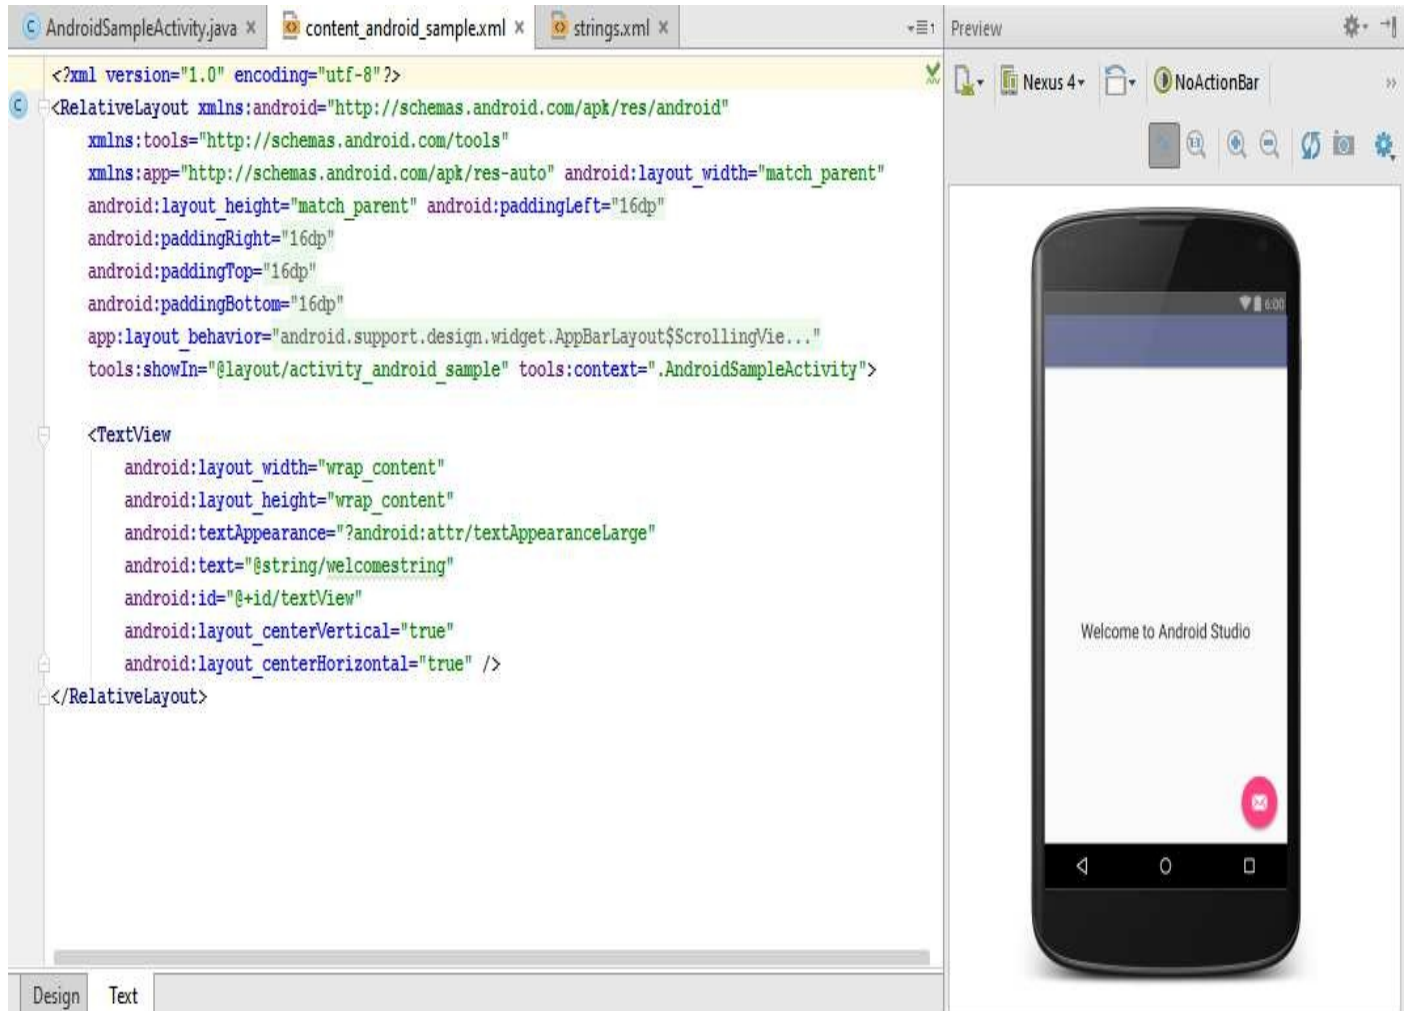 AndroidSampleActivity.java ×
content_android_sample.xml ×
strings.xml ×
<?xml version="1.0" encoding="utf-8"?>
<RelativeLayout xmlns:android="http://schemas.android.com/apk/res/android"
xmlns:tools="http://schemas.android.com/tools"
xmlns:app="http://schemas.android.com/apk/res-auto" android:layout_width="match_parent"
android:layout_height="match_parent" android:paddingLeft="16dp"
android:paddingRight="16dp"
android:paddingTop="16dp"
android:paddingBottom="16dp"
app:layout_behavior="android.support.design.widget.AppBarLayout$ScrollingVie..."
tools:showIn="@layout/activity_android_sample" tools:context=".AndroidSampleActivity">
<TextView
android:layout_width="wrap_content"
android:layout_height="wrap_content"
android:textAppearance="?android:attr/textAppearanceLarge"
android:text="@string/welcomestring"
android:id="@+id/textView"
android:layout_centerVertical="true"
android:layout_centerHorizontal="true" />
</RelativeLayout>
Design
Text
Preview
Nexus 4
NoActionBar
6:00
Welcome to Android Studio